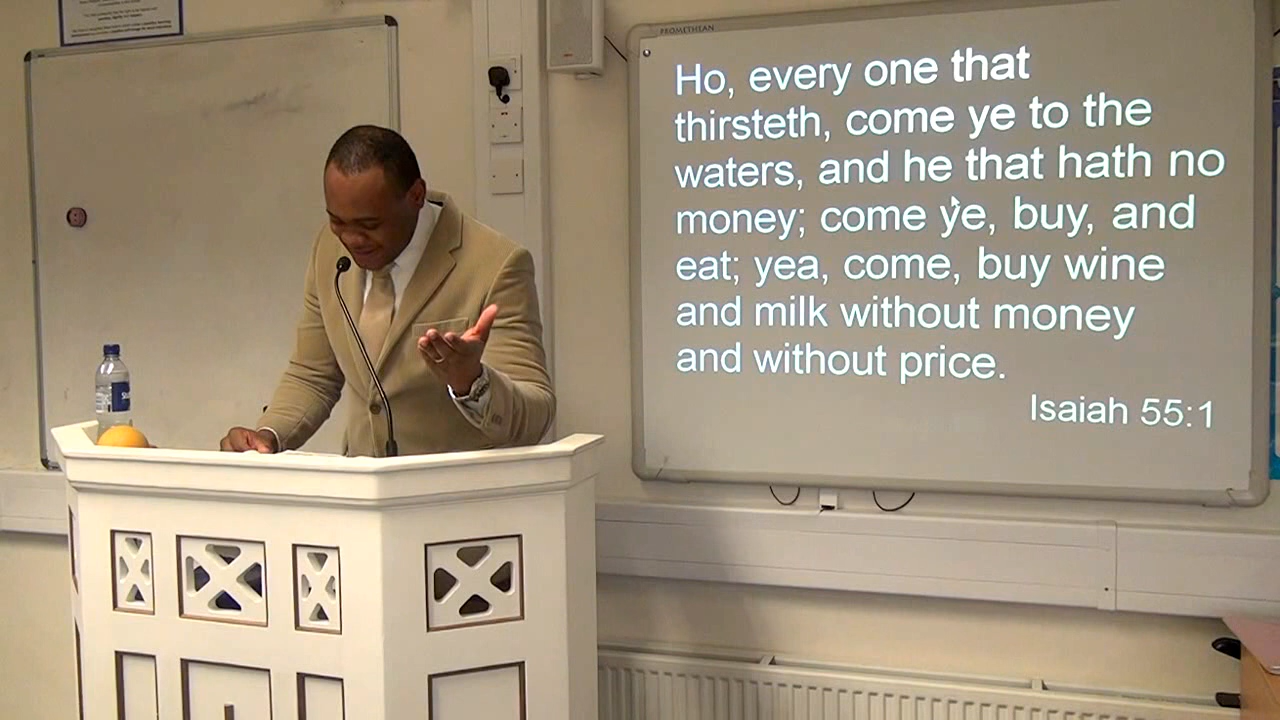 PROMETHEAN
Ho, every one that
thirsteth, come ye to the
waters, and he that hath no
money; come ye, buy, and
eat; yea, come, buy wine
and milk without money
and without price.
Isaiah 55:1